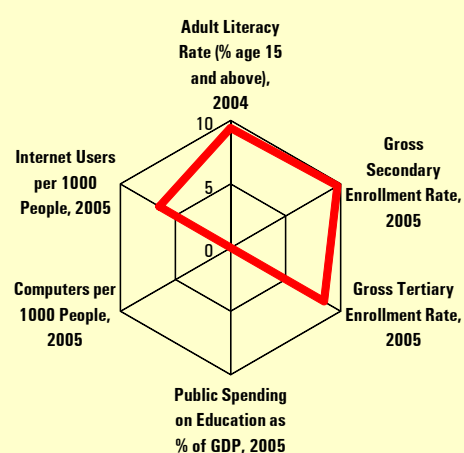 Adult Literacy
Rate (% age 15
and above),
2004
10
5
0
Gross
Secondary
Enrollment Rate,
2005
Gross Tertiary
Enrollment Rate,
2005
Public Spending
on Education as
% of GDP, 2005
Computers per
1000 People,
2005
Internet Users
per 1000
People, 2005